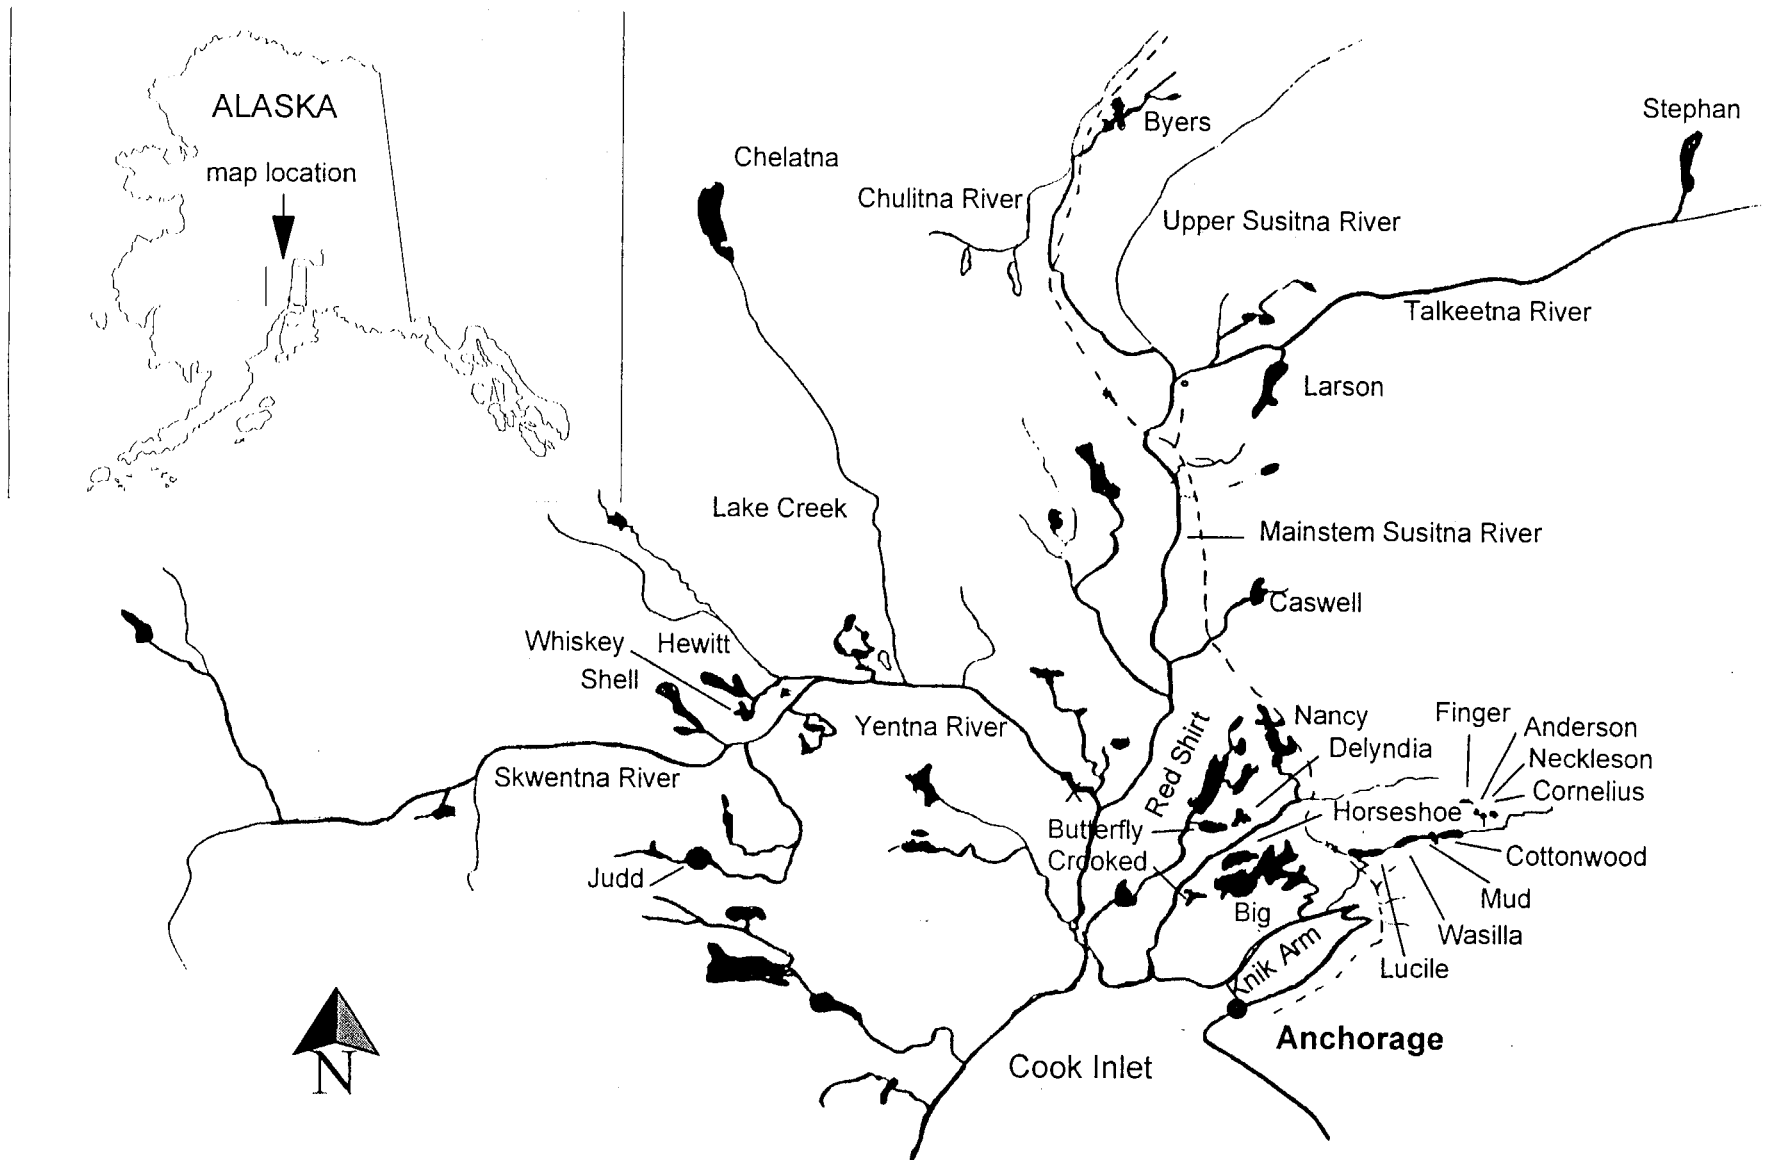 ALASKA
map location
Chelatna
Byers
Stephan
Chulitna River
Upper Susitna River
Talkeetna River
Larson
Lake Creek
Mainstem Susitna River
Caswell
Whiskey
Hewitt
Shell
Yentna River
Skwentna River
Red Shirt
Nancy
Delyndia
Finger
Anderson
Neckleson
Cornelius
Horseshoe
Butterfly
Crooked
Cottonwood
Judd
Big
Mud
Wasilla
Lucile
Knik Arm
Anchorage
Cook Inlet
N